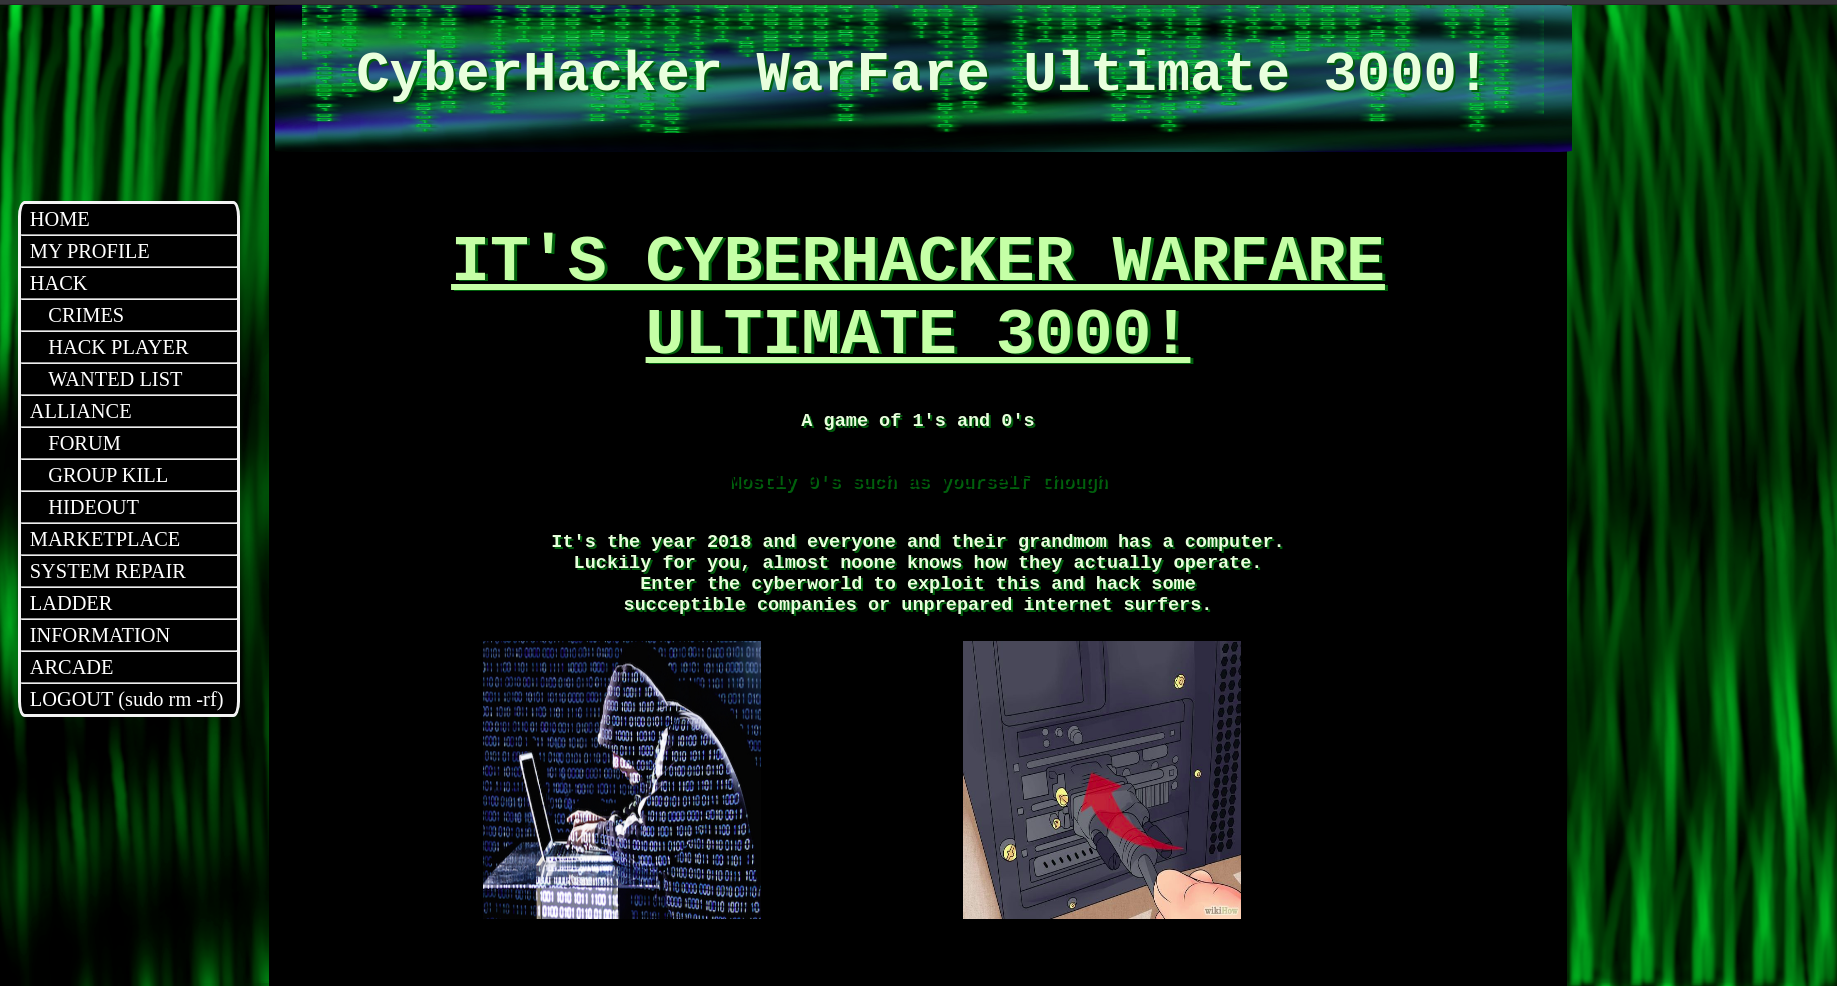 CyberHacker WarFare Ultimate 3000!
HOME
MY PROFILE
HACK
CRIMES
HACK PLAYER
WANTED LIST
ALLIANCE
FORUM
GROUP KILL
HIDEOUT
MARKETPLACE
SYSTEM REPAIR
LADDER
INFORMATION
ARCADE
LOGOUT (sudo rm -rf)
IT'S CYBERHACKER WARFARE
ULTIMATE 3000!
A game of 1's and 0's
Mostly 0's such as yourself though
It's the year 2018 and everyone and their grandmom has a computer.
Luckily for you, almost noone knows how they actually operate.
Enter the cyberworld to exploit this and hack some
succeptible companies or unprepared internet surfers.
wikiHow